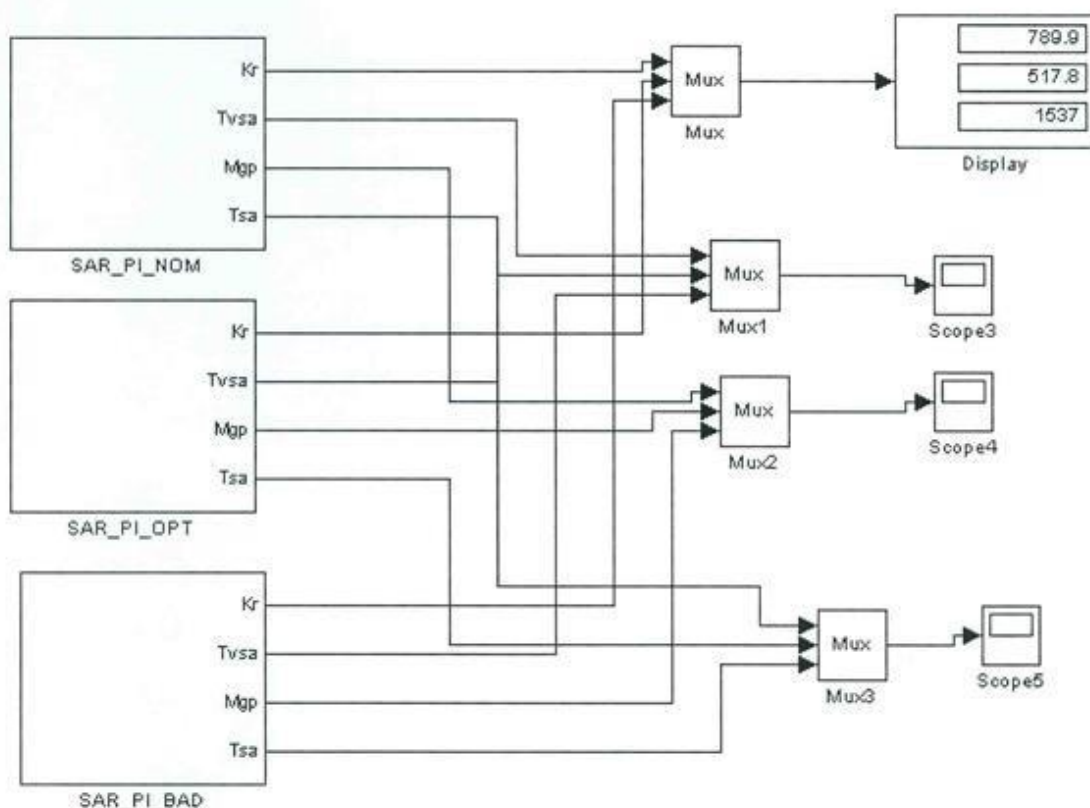 Kr
Tvsa
Mgp
Tsa
SAR_PI_NOM
Kr
Tvsa
Mgp
Tsa
SAR_PI_OPT
Kr
Tvsa
Mgp
Tsa
SAR_PI_BAD
Mux
Mux
789.9
517.8
1537
Display
Mux
Mux1
Scope3
Mux
Mux2
Scope4
Mux
Mux3
Scope5